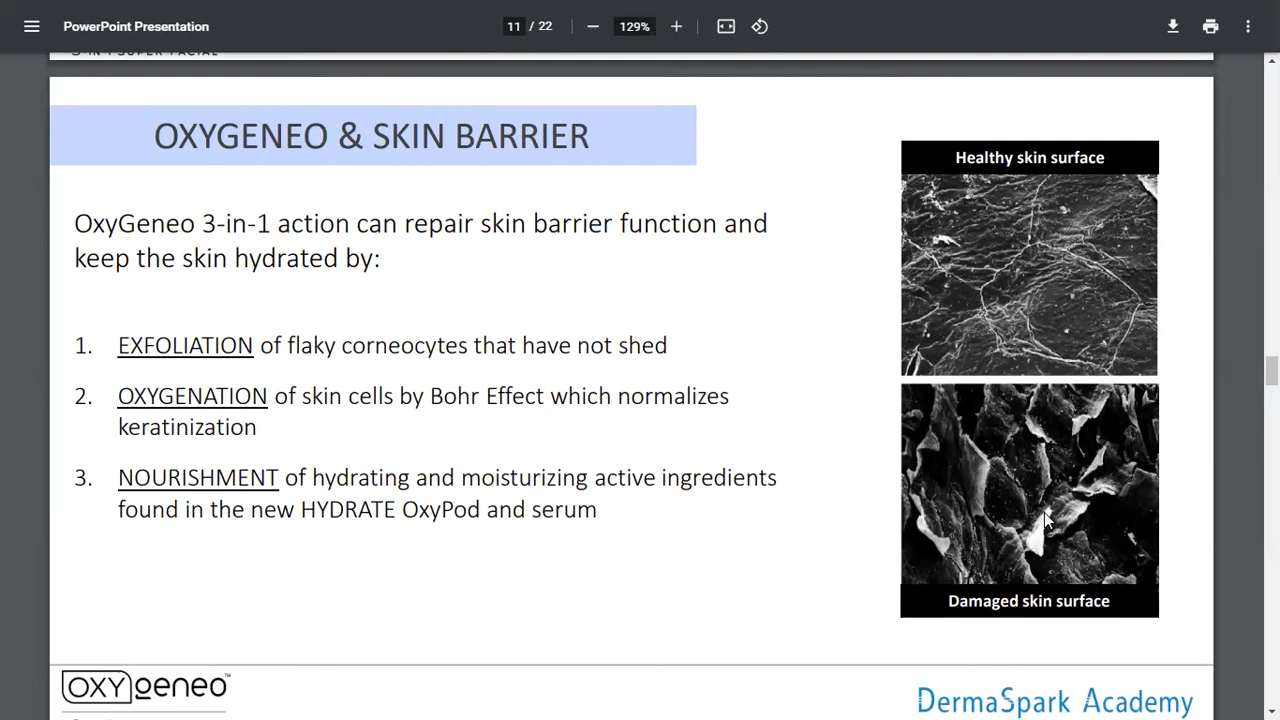 PowerPoint Presentation
11 / 22
129%
3-IN-1 SUPER FACIAL
OXYGENEO & SKIN BARRIER
OxyGeneo 3-in-1 action can repair skin barrier function and
keep the skin hydrated by:
1. EXFOLIATION of flaky corneocytes that have not shed
2. OXYGENATION of skin cells by Bohr Effect which normalizes
keratinization
3. NOURISHMENT of hydrating and moisturizing active ingredients
found in the new HYDRATE OxyPod and serum
Healthy skin surface
Damaged skin surface
OXYgeneo™
DermaSpark Academy